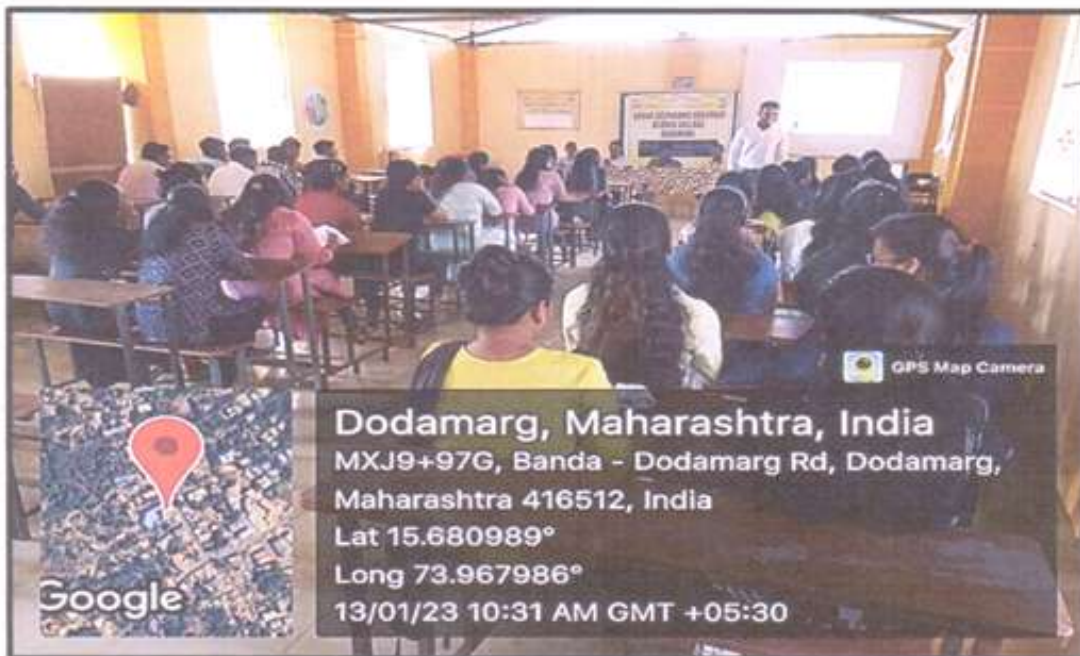 GPS Map Camera
Dodamarg, Maharashtra, India
MXJ9+97G, Banda - Dodamarg Rd, Dodamarg,
Maharashtra 416512, India
Lat 15.680989°
Long 73.967986°
13/01/23 10:31 AM GMT +05:30
Google